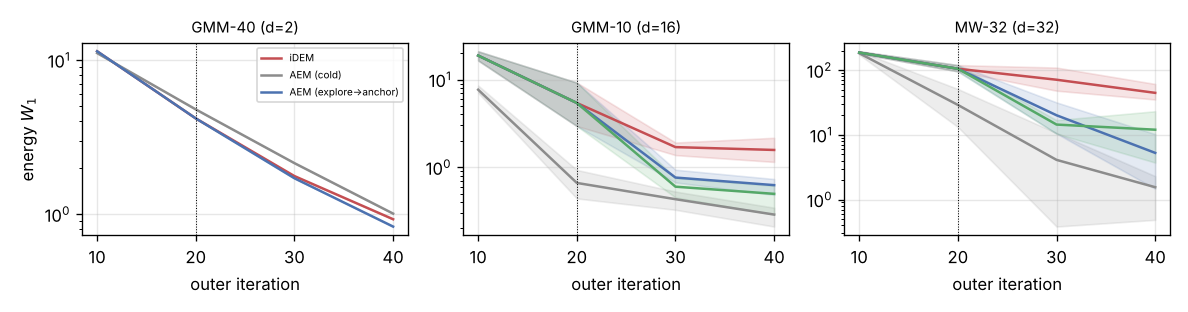 GMM-40 (d=2)
GMM-10 (d=16)
MW-32 (d=32)
energy W₁
10¹
10⁰
10 20 30 40
outer iteration
iDEM
AEM (cold)
AEM (explore→anchor)
10¹
10⁰
10 20 30 40
outer iteration
10²
10¹
10⁰
10 20 30 40
outer iteration